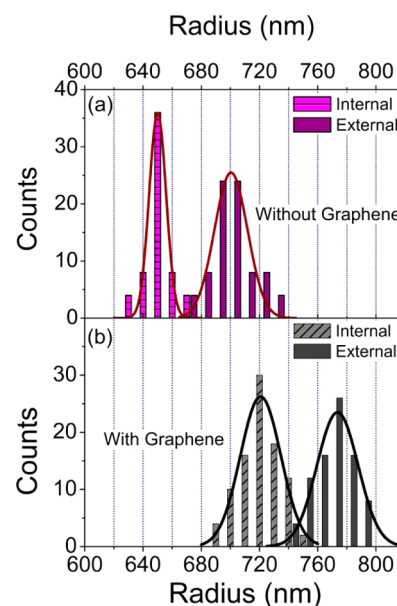 Radius (nm)
600 640 680 720 760 800
40
30
20
10
0
Counts
(a)
Internal
External
Without Graphene
(b)
Internal
External
With Graphene
30
20
10
0
Counts
600 640 680 720 760 800
Radius (nm)